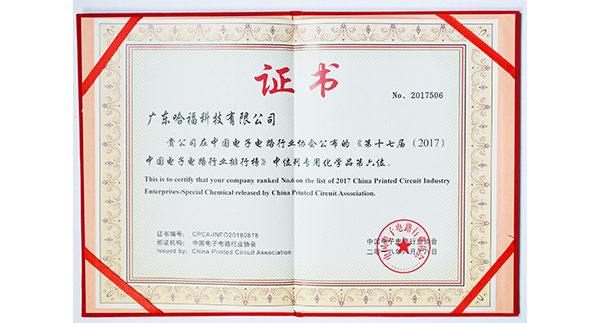 证书
No. 2017506
广东哈福科技有限公司
贵公司在中国电子电路行业协会公布的《第十七届（2017）
中国电子电路行业排行榜》中位列专用化学品第六位。
This is to certify that your company ranked No.6 on the list of 2017 China Printed Circuit Industry
Enterprises-Special Chemical released by China Printed Circuit Association.
证书编号： CPCA-INFO20180818
颁证机构： 中国电子电路行业协会
Issued by: China Printed Circuit Association
中国电子电路行业协会